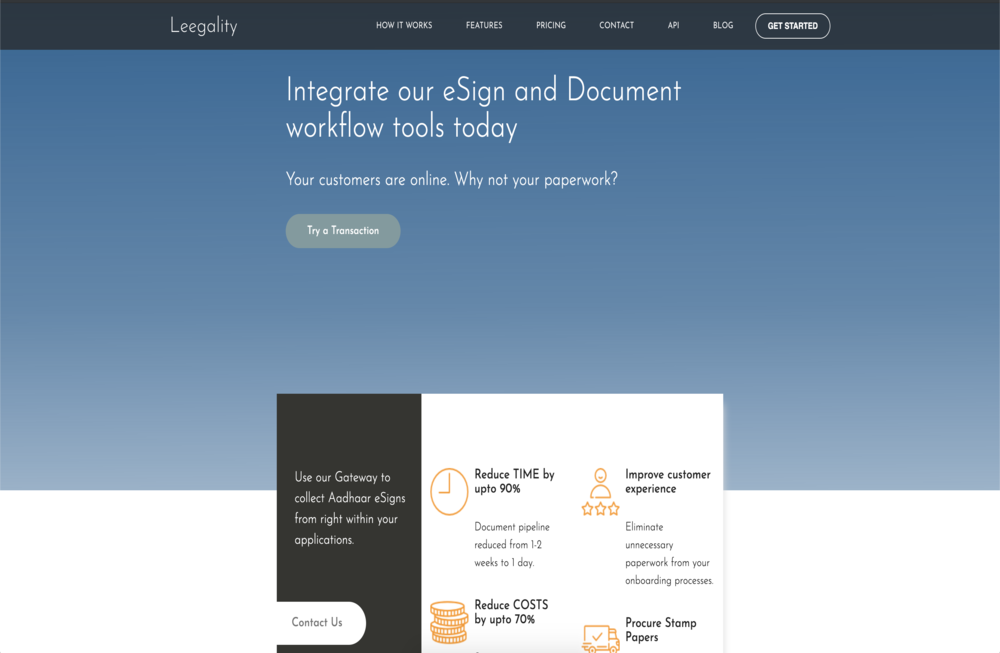 Leegality
HOW IT WORKS
FEATURES
PRICING
CONTACT
API
BLOG
GET STARTED
Integrate our eSign and Document
workflow tools today
Your customers are online. Why not your paperwork?
Try a Transaction
Use our Gateway to
collect Aadhaar eSigns
from right within your
applications.
Contact Us
Reduce TIME by
upto 90%
Document pipeline
reduced from 1-2
weeks to 1 day.
Improve customer
experience
Eliminate
unnecessary
paperwork from your
onboarding processes.
Reduce COSTS
by upto 70%
Procure Stamp
Papers